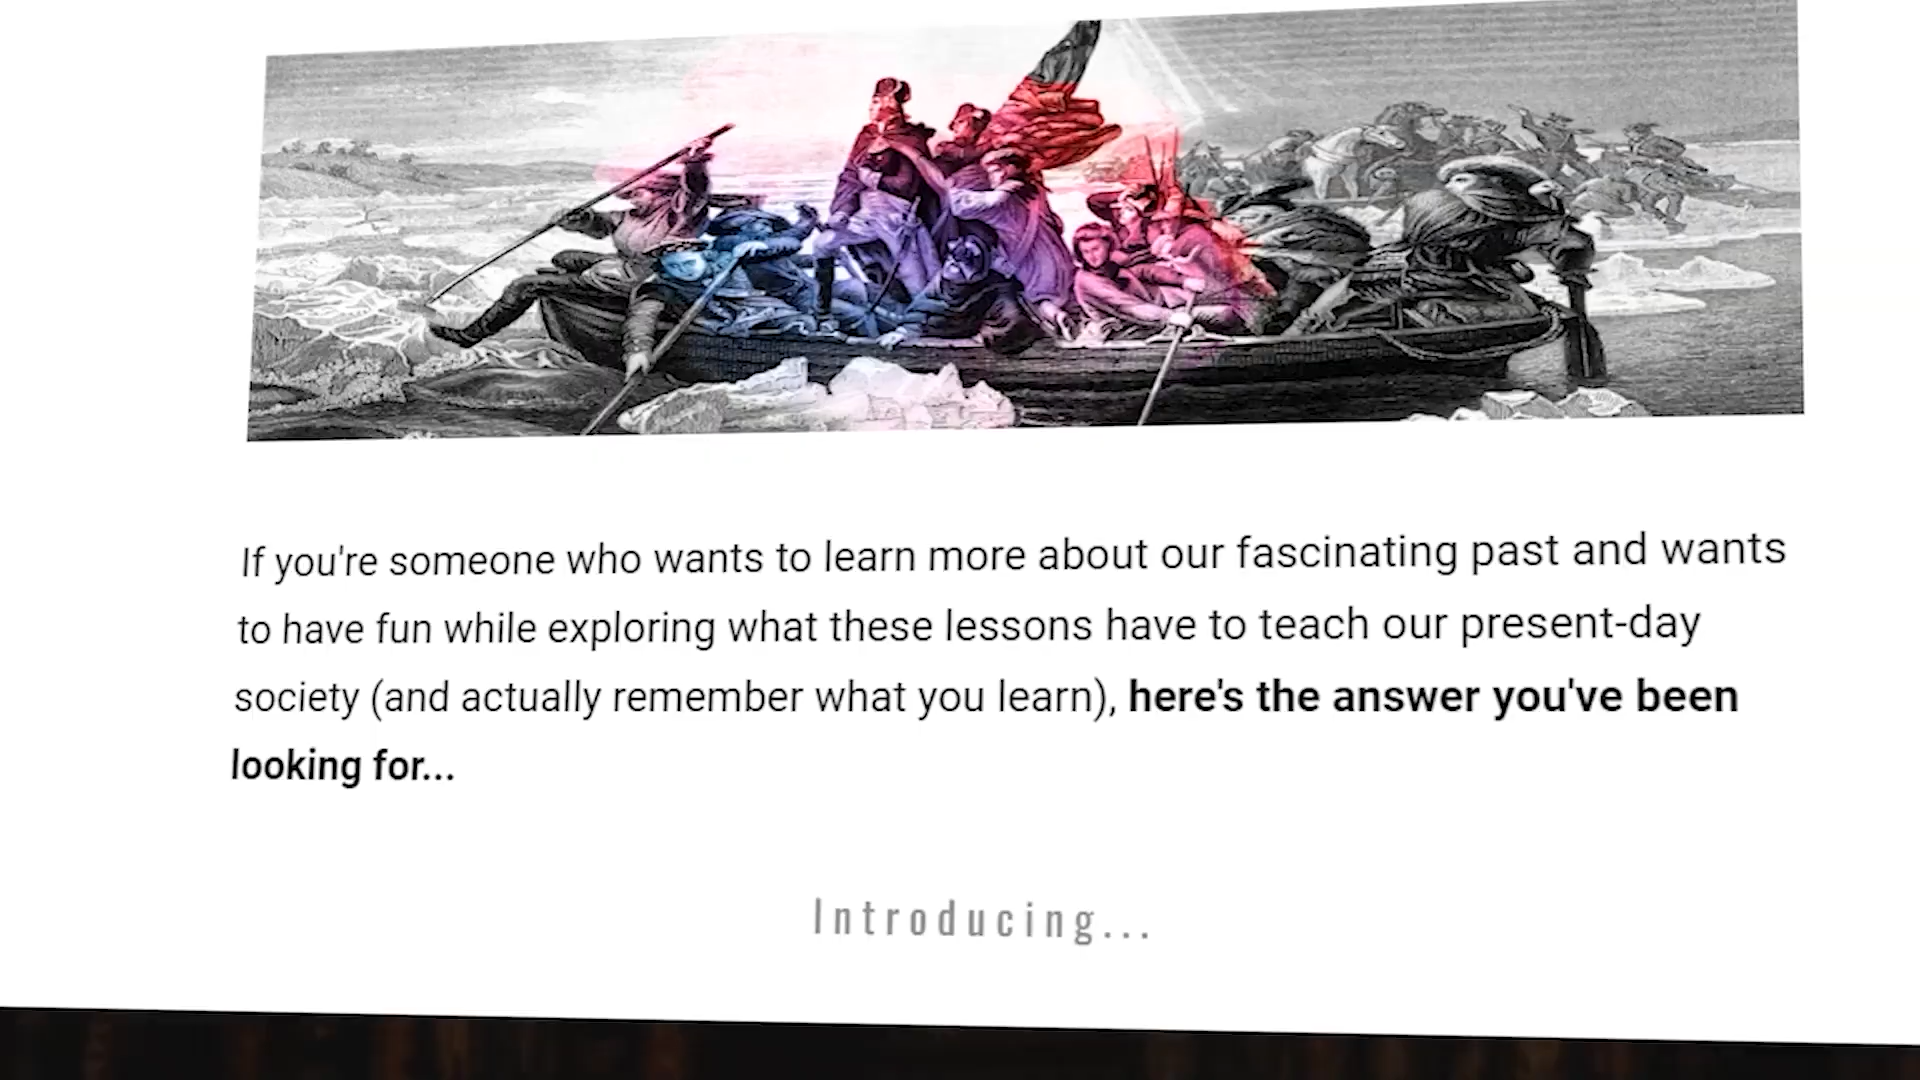 If you're someone who wants to learn more about our fascinating past and wants
to have fun while exploring what these lessons have to teach our present-day
society (and actually remember what you learn), here's the answer you've been
looking for...
Introducing...